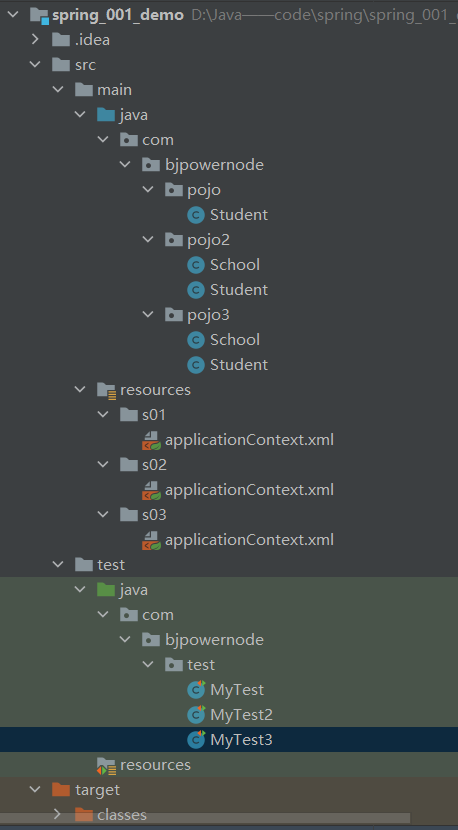 spring_001_demo D:\Java——code\spring\spring_001_
.idea
src
main
java
com
bjpowernode
pojo
Student
pojo2
School
Student
pojo3
School
Student
resources
s01
applicationContext.xml
s02
applicationContext.xml
s03
applicationContext.xml
test
java
com
bjpowernode
test
MyTest
MyTest2
MyTest3
resources
target
classes